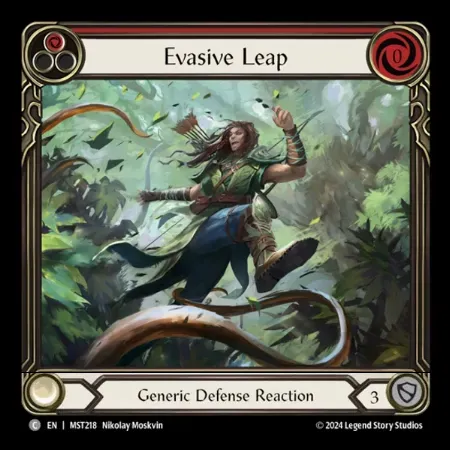 Evasive Leap
0
Generic Defense Reaction
3
C EN | MST218 Nikolay Moskvin
© 2024 Legend Story Studios